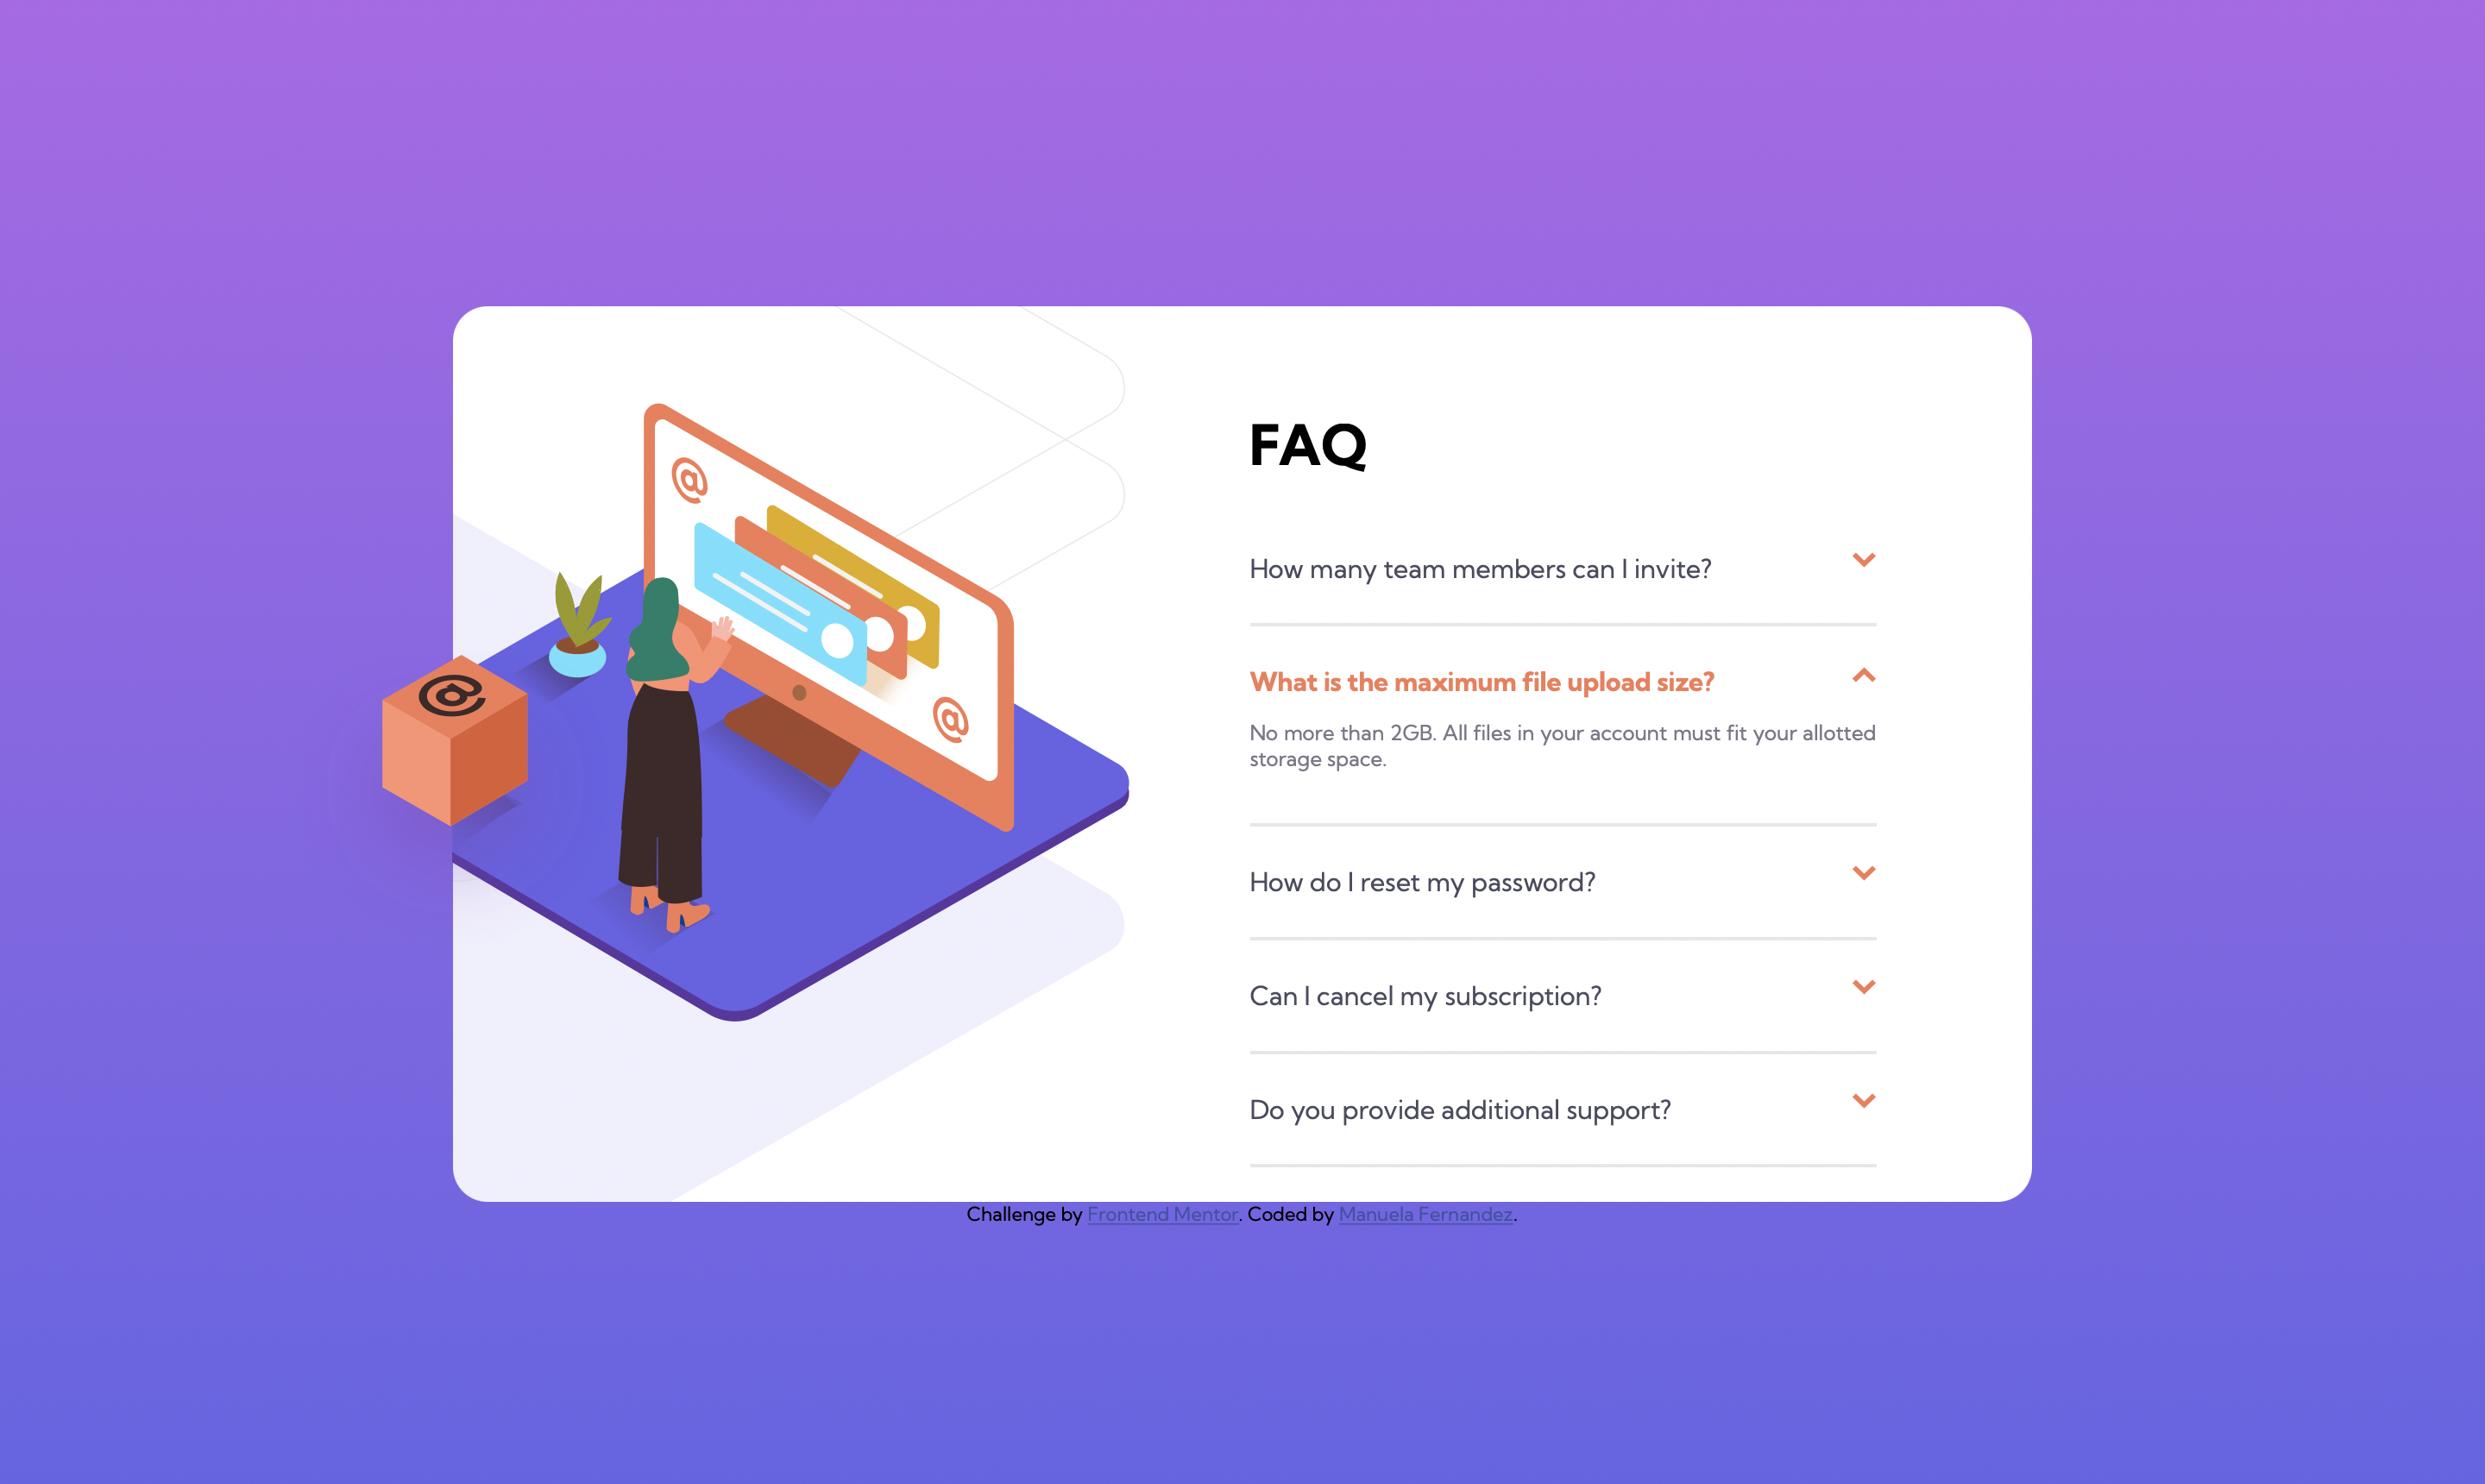 @
@
@
FAQ
How many team members can I invite?
What is the maximum file upload size?
No more than 2GB. All files in your account must fit your allotted
storage space.
How do I reset my password?
Can I cancel my subscription?
Do you provide additional support?
Challenge by Frontend Mentor. Coded by Manuela Fernandez.